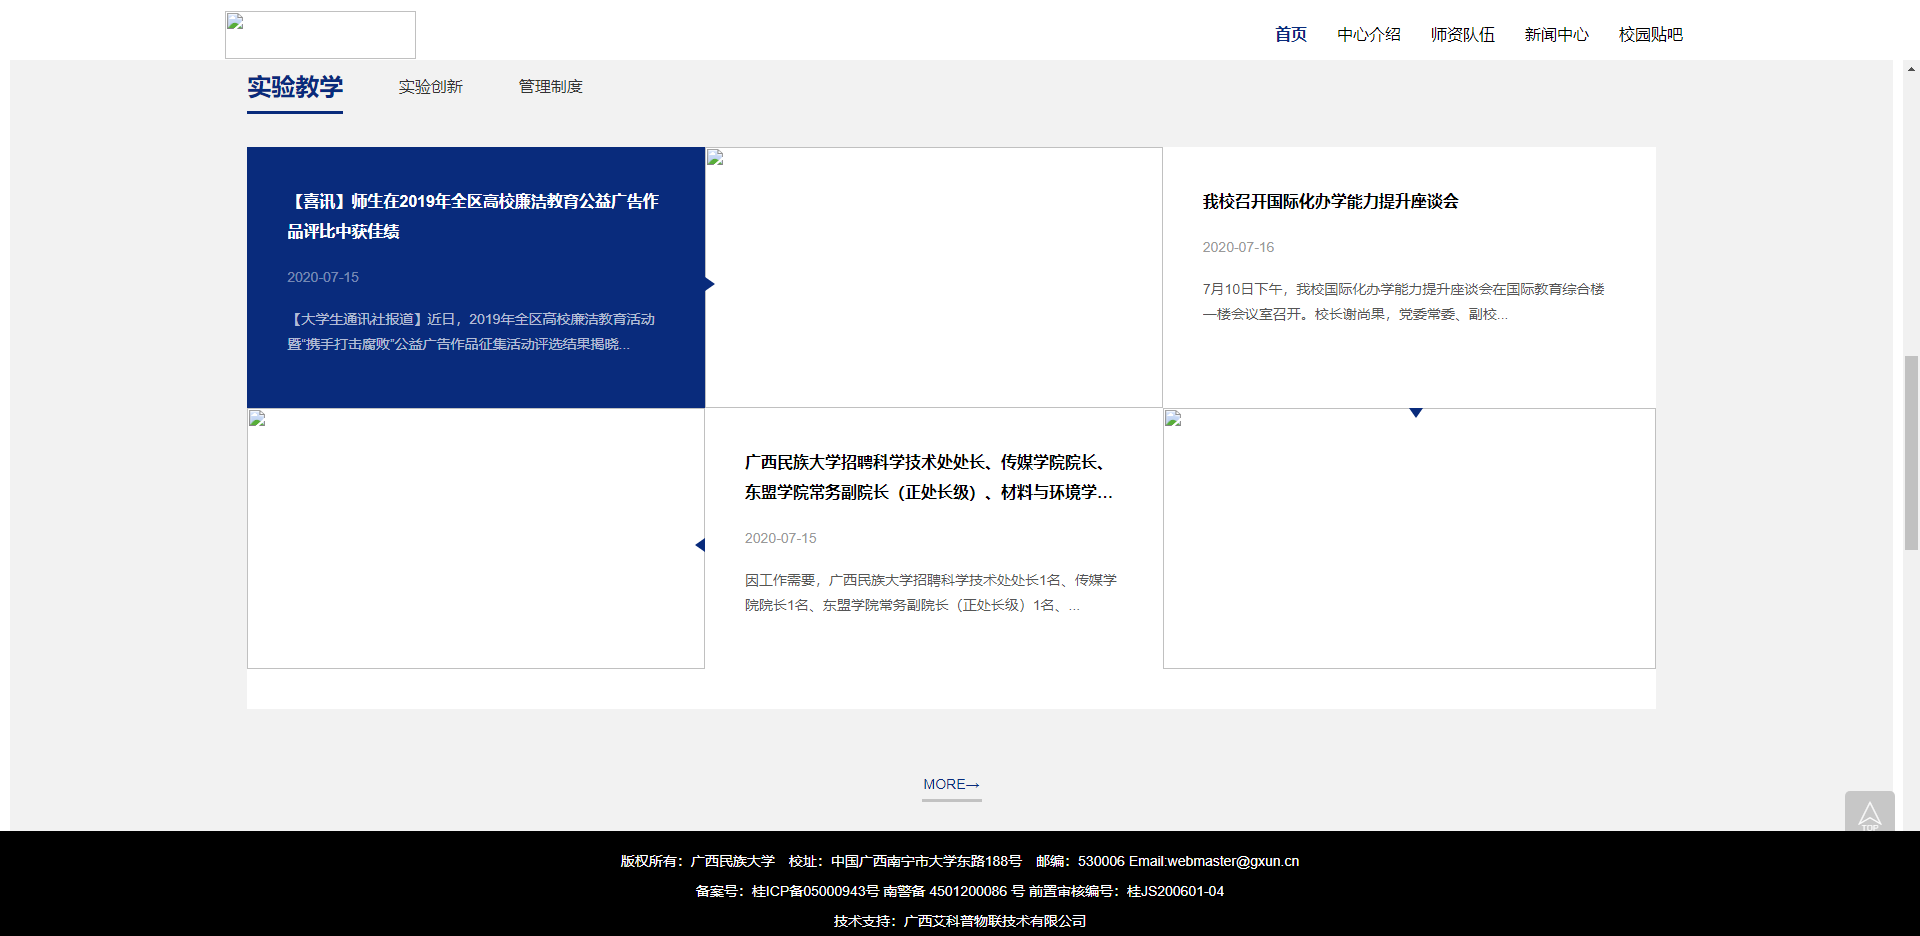 首页 中心介绍 师资队伍 新闻中心 校园贴吧
实验教学 实验创新 管理制度
【喜讯】师生在2019年全区高校廉洁教育公益广告作
品评比中获佳绩
2020-07-15
【大学生通讯社报道】近日，2019年全区高校廉洁教育活动
暨“携手打击腐败”公益广告作品征集活动评选结果揭晓...
我校召开国际化办学能力提升座谈会
2020-07-16
7月10日下午，我校国际化办学能力提升座谈会在国际教育综合楼
一楼会议室召开。校长谢尚果，党委常委、副校...
广西民族大学招聘科学技术处处长、传媒学院院长、
东盟学院常务副院长（正处长级）、材料与环境学…
2020-07-15
因工作需要，广西民族大学招聘科学技术处处长1名、传媒学
院院长1名、东盟学院常务副院长（正处长级）1名、...
MORE→
TOP
版权所有：广西民族大学 校址：中国广西南宁市大学东路188号 邮编：530006 Email:webmaster@gxun.cn
备案号：桂ICP备05000943号 南警备 4501200086 号 前置审核编号：桂JS200601-04
技术支持：广西艾科普物联技术有限公司